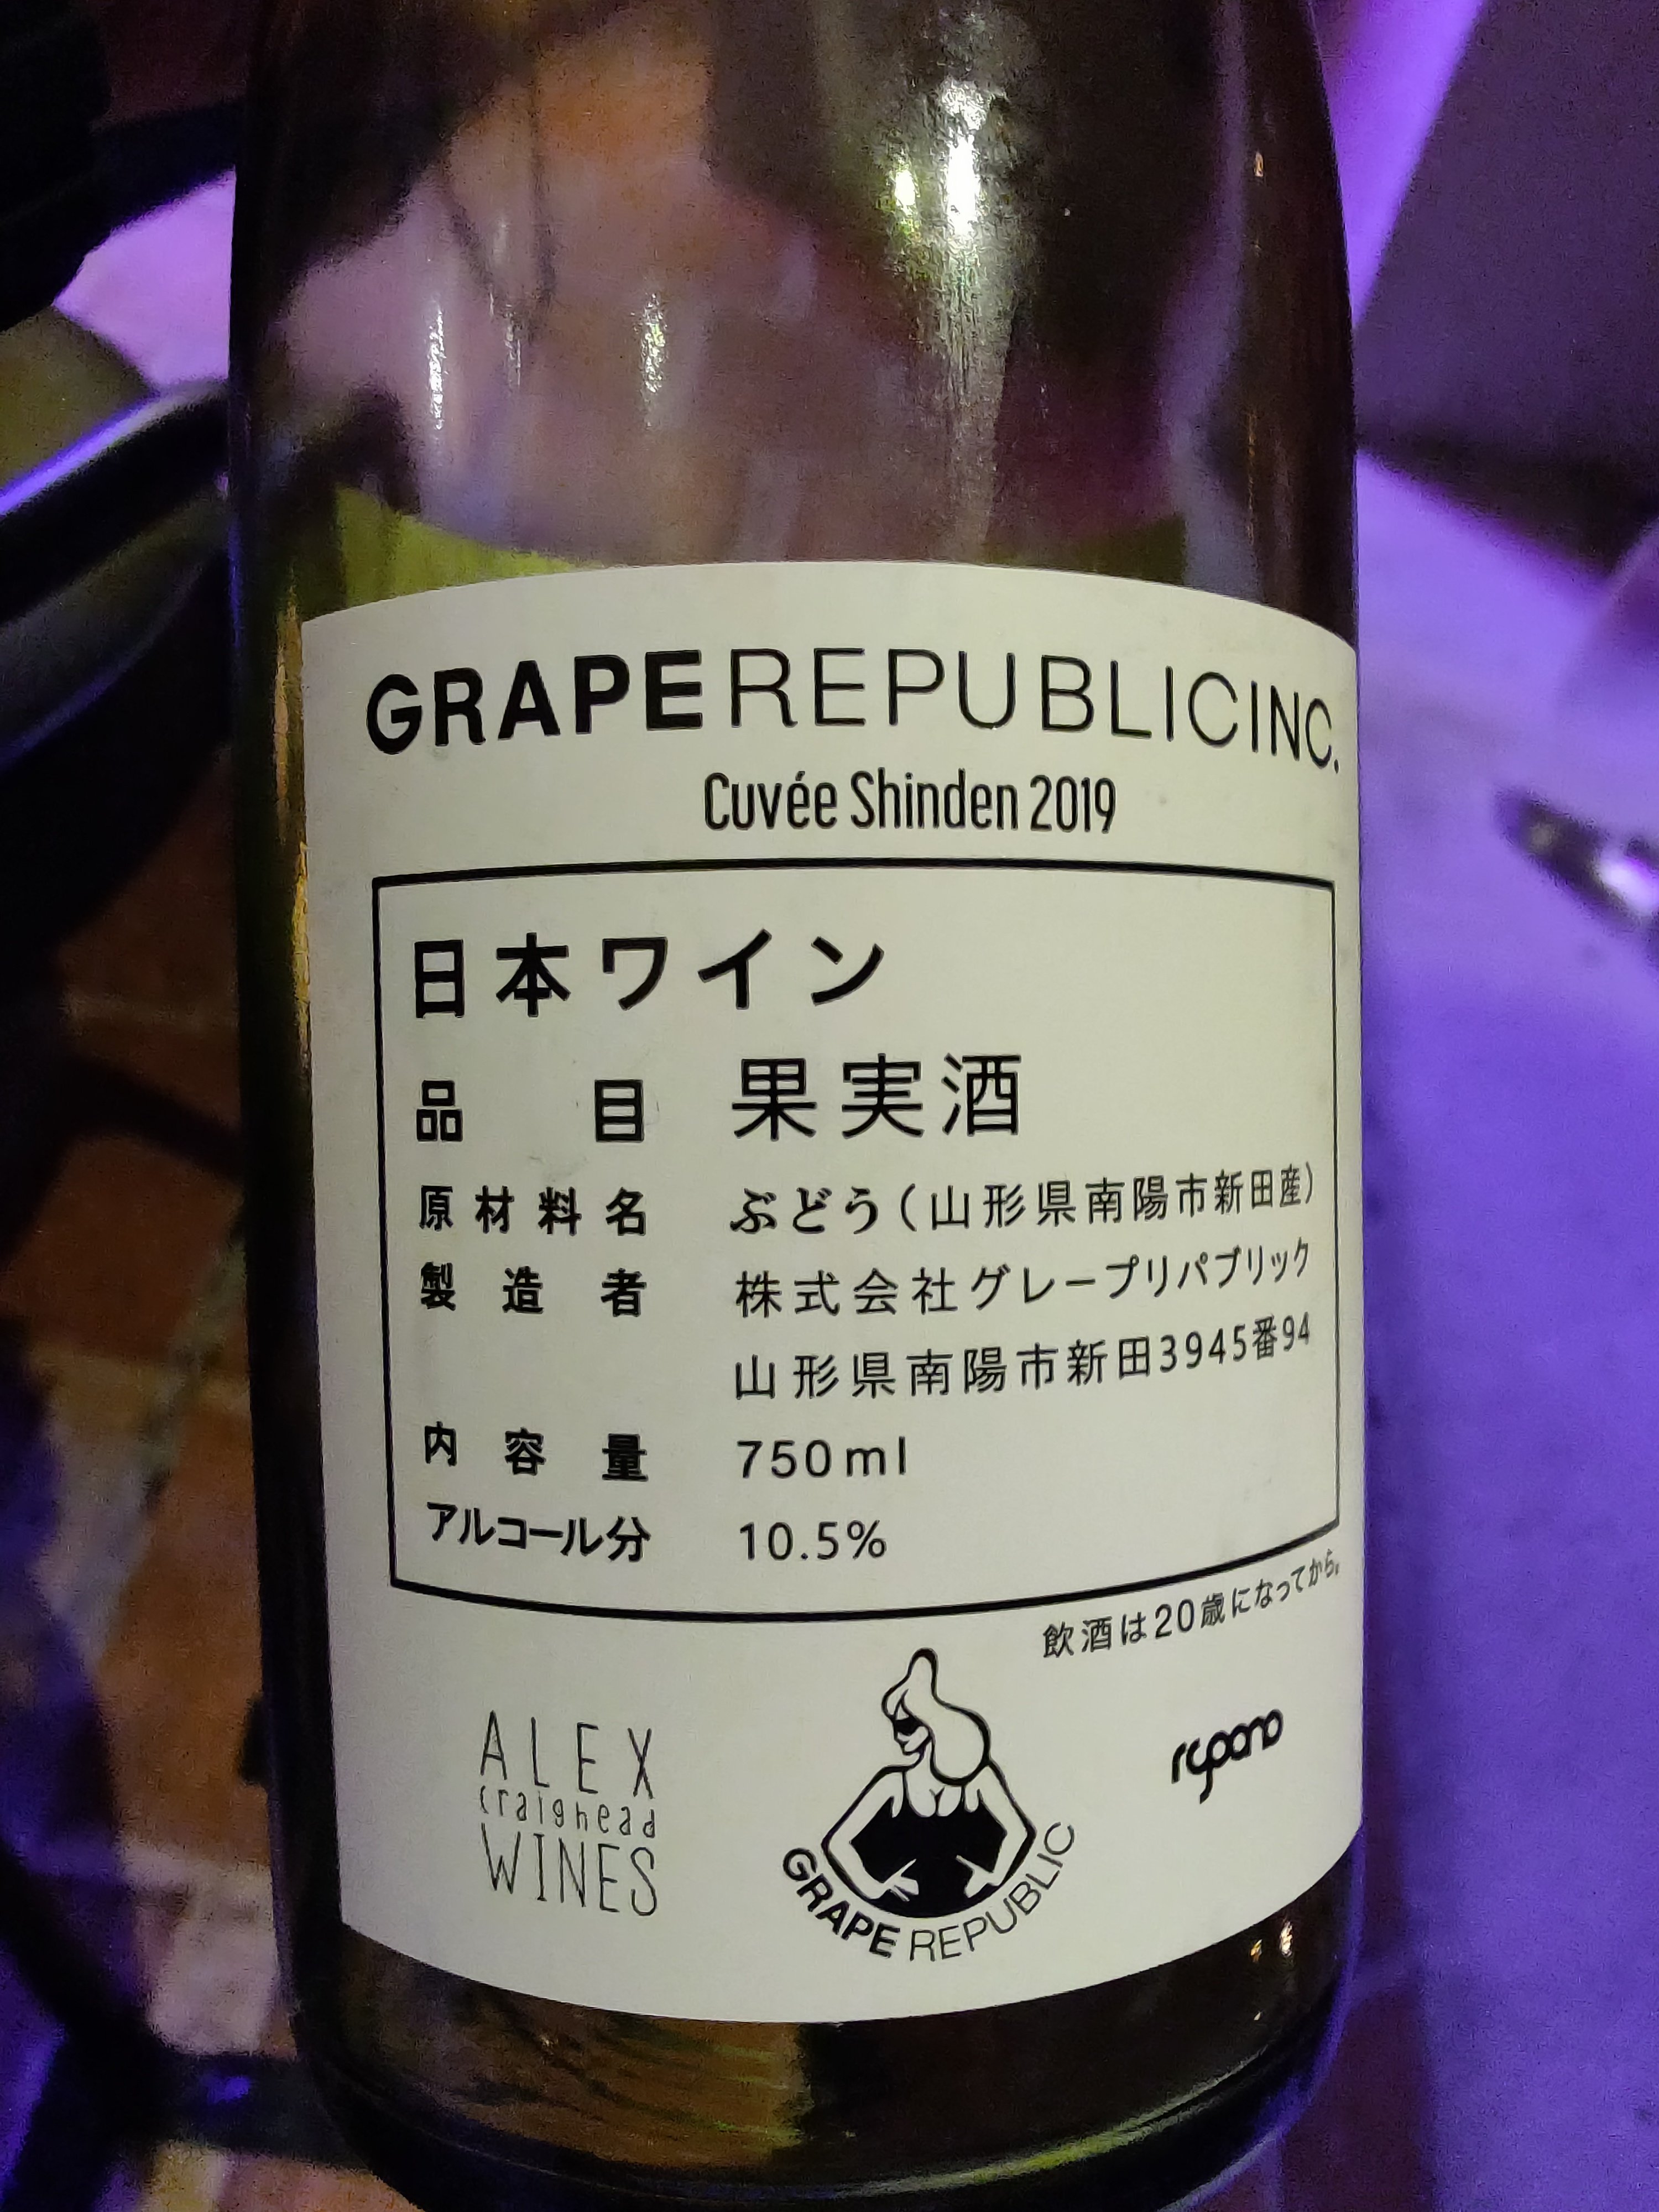 GRAPEREPUBLICINC.
Cuvée Shinden 2019
日本ワイン
品目 果実酒
原材料名 ぶどう(山形県南陽市新田産)
製造者 株式会社グレープリパブリック
山形県南陽市新田3945番94
内容量 750ml
アルコール分 10.5%
飲酒は20歳になってから。
ALEX
craighead
WINES
GRAPE REPUBLIC